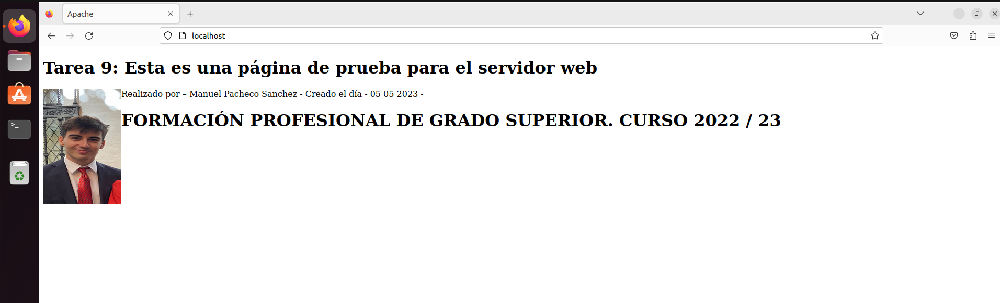 Apache
localhost
Tarea 9: Esta es una página de prueba para el servidor web
Realizado por – Manuel Pacheco Sanchez - Creado el día - 05 05 2023 -
FORMACIÓN PROFESIONAL DE GRADO SUPERIOR. CURSO 2022 / 23